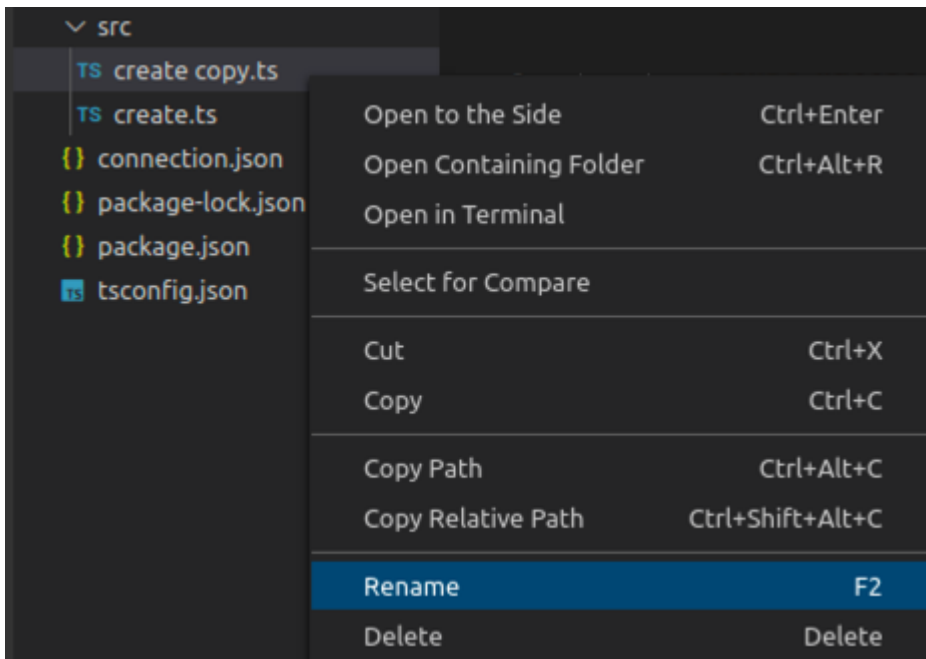 src
TS create copy.ts
TS create.ts
{} connection.json
{} package-lock.json
{} package.json
TS tsconfig.json
Open to the Side Ctrl+Enter
Open Containing Folder Ctrl+Alt+R
Open in Terminal
Select for Compare
Cut Ctrl+X
Copy Ctrl+C
Copy Path Ctrl+Alt+C
Copy Relative Path Ctrl+Shift+Alt+C
Rename F2
Delete Delete